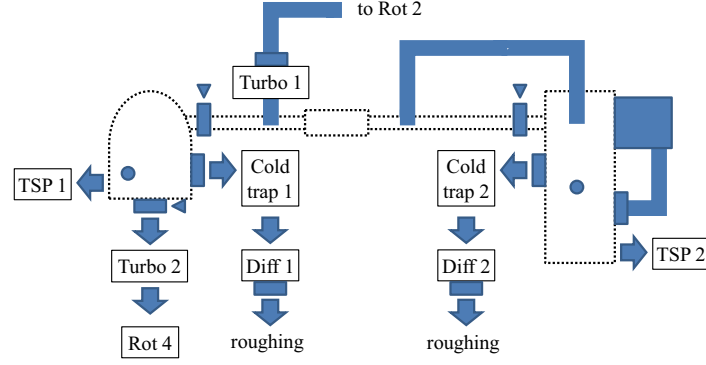 to Rot 2
Turbo 1
TSP 1
Cold
trap 1
Cold
trap 2
Turbo 2
Diff 1
Diff 2
TSP 2
Rot 4
roughing
roughing